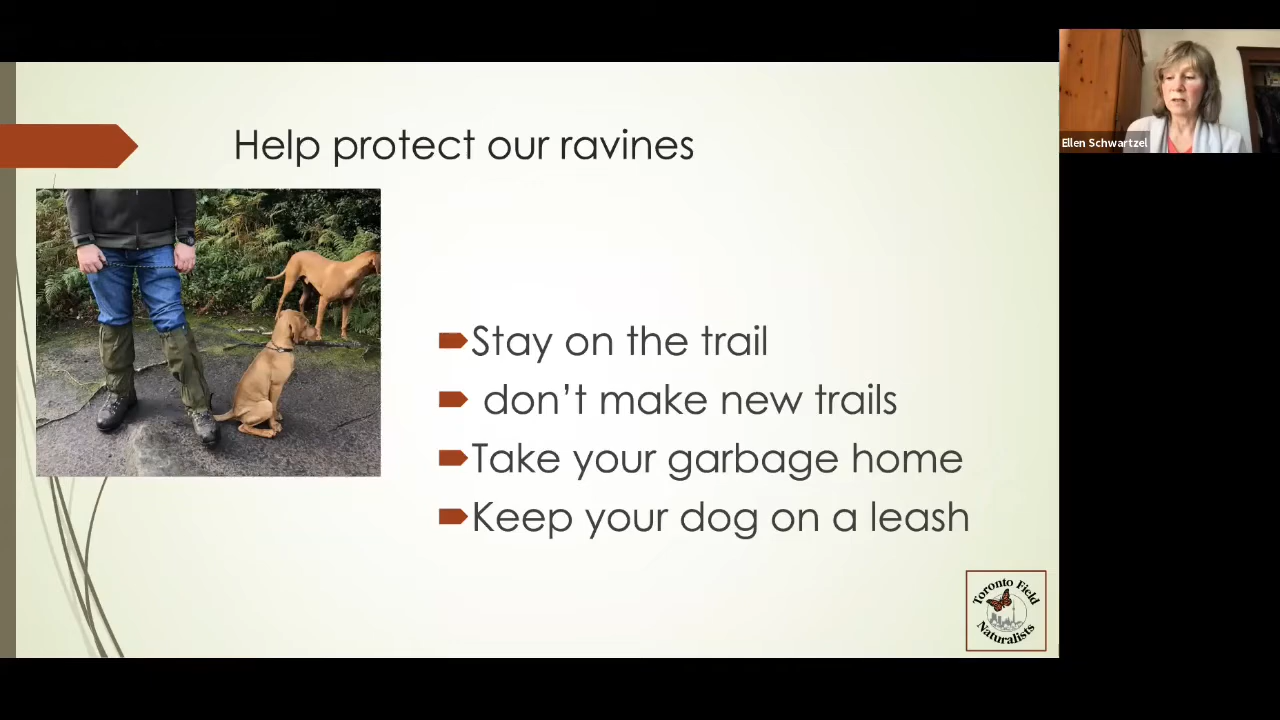 Help protect our ravines
Stay on the trail
don’t make new trails
Take your garbage home
Keep your dog on a leash
Toronto Field
Naturalists
Ellen Schwartzel